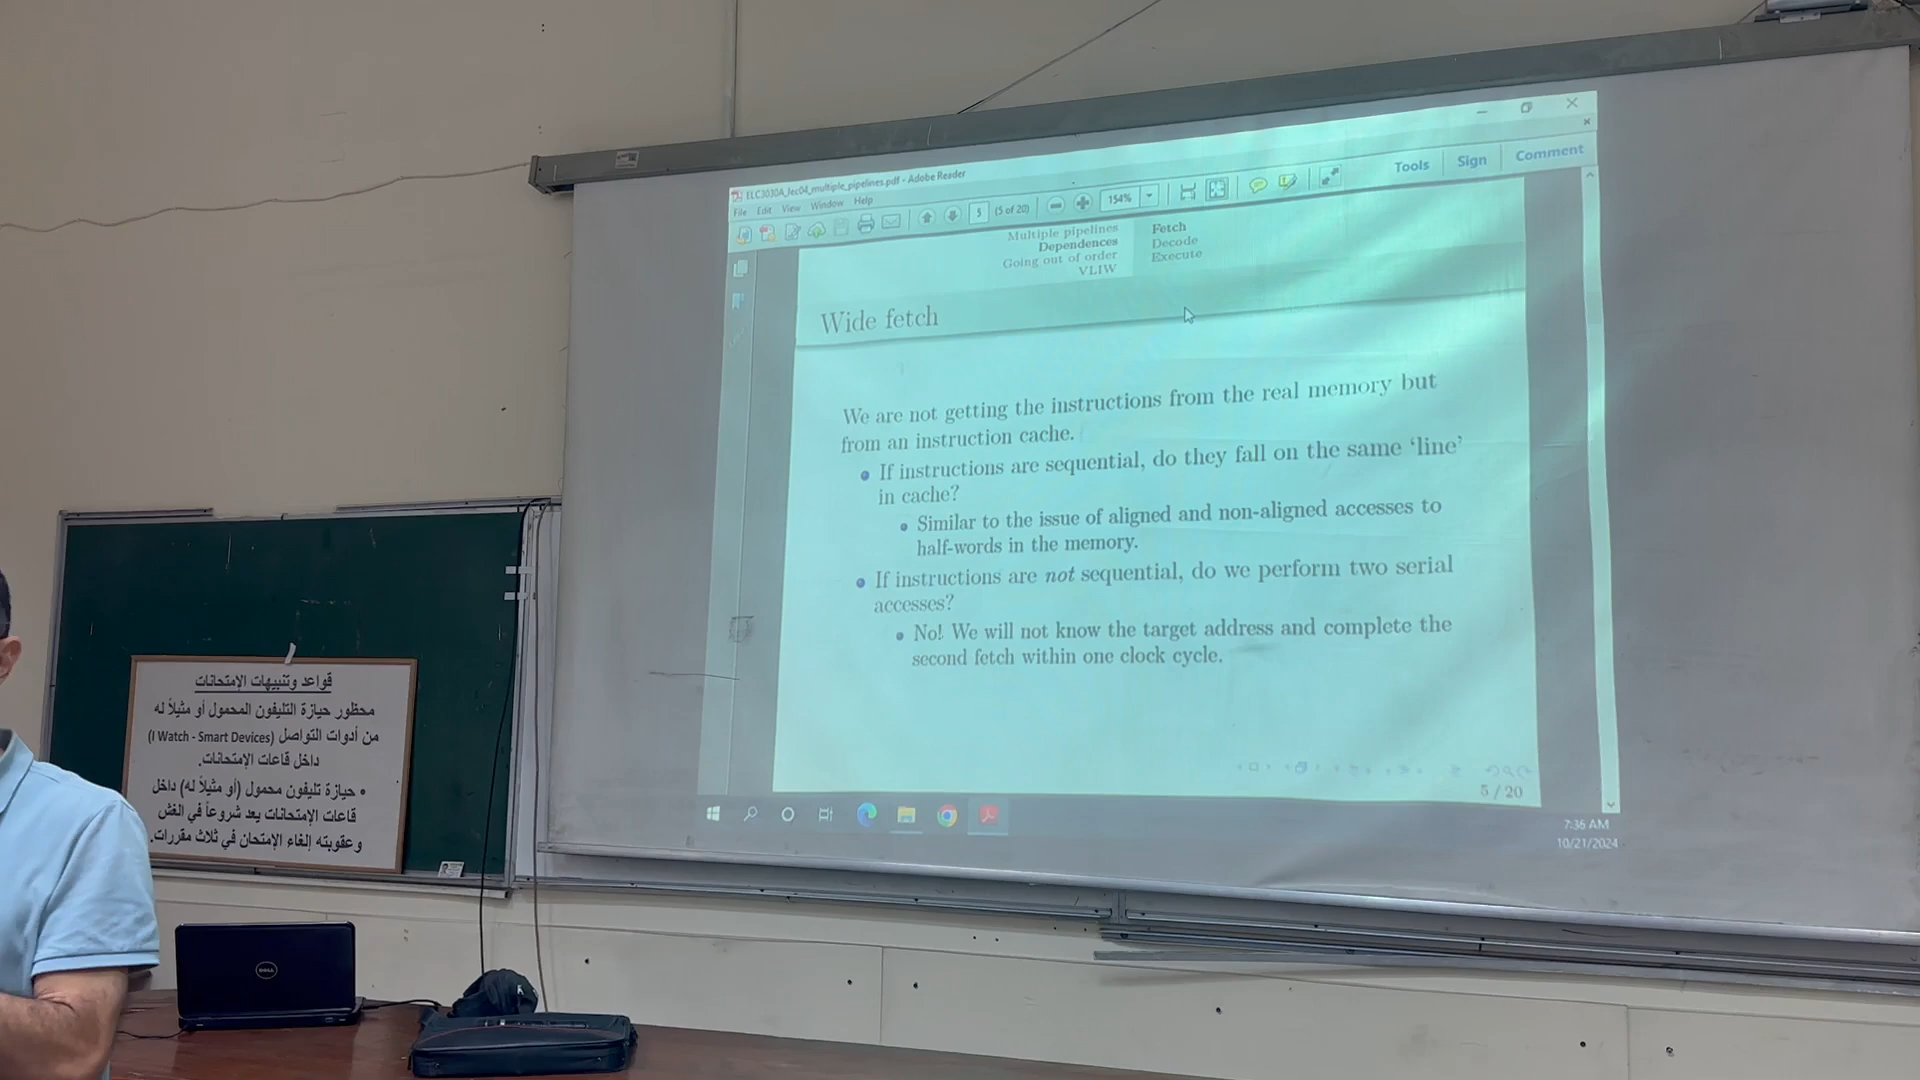 ELC3030A_lec04_multiple_pipelines.pdf - Adobe Reader
File Edit View Window Help
5 (5 of 20) 154% Tools Sign Comment
Multiple pipelines
Dependences
Going out of order
VLIW
Fetch
Decode
Execute
Wide fetch
We are not getting the instructions from the real memory but
from an instruction cache.
If instructions are sequential, do they fall on the same ‘line’
in cache?
Similar to the issue of aligned and non-aligned accesses to
half-words in the memory.
If instructions are not sequential, do we perform two serial
accesses?
No! We will not know the target address and complete the
second fetch within one clock cycle.
5 / 20
7:36 AM
10/21/2024
قواعد وتنبيهات الإمتحانات
محظور حيازة التليفون المحمول أو مثيلاً له
من أدوات التواصل (I Watch - Smart Devices)
داخل قاعات الإمتحانات.
• حيازة تليفون محمول (أو مثيلاً له) داخل
قاعات الإمتحانات يعد شروعاً في الغش
وعقوبته إلغاء الإمتحان في ثلاث مقررات.
DELL